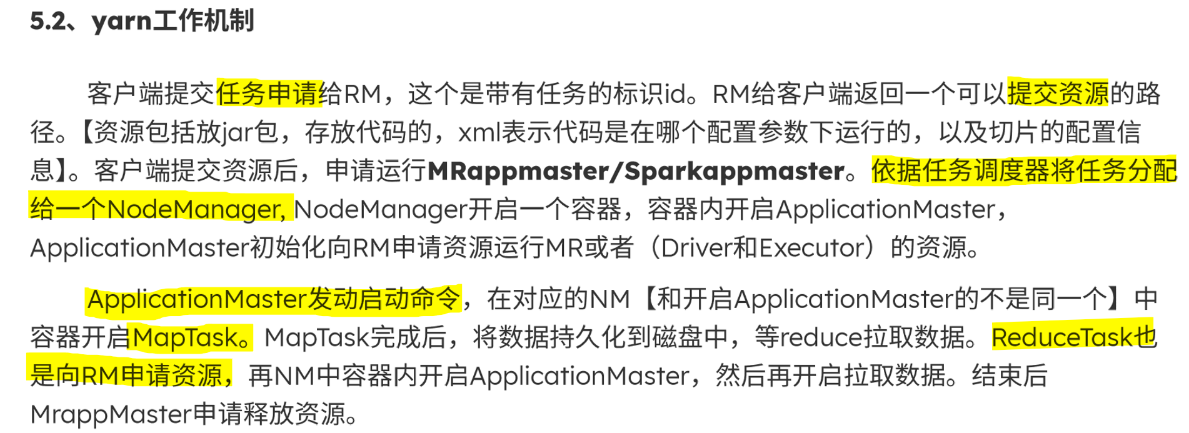 5.2、yarn工作机制
客户端提交任务申请给RM，这个是带有任务的标识id。RM给客户端返回一个可以提交资源的路
径。【资源包括放jar包，存放代码的，xml表示代码是在哪个配置参数下运行的，以及切片的配置信
息】。客户端提交资源后，申请运行MRappmaster/Sparkappmaster。依据任务调度器将任务分配
给一个NodeManager, NodeManager开启一个容器，容器内开启ApplicationMaster，
ApplicationMaster初始化向RM申请资源运行MR或者（Driver和Executor）的资源。
ApplicationMaster发动启动命令，在对应的NM【和开启ApplicationMaster的不是同一个】中
容器开启MapTask。MapTask完成后，将数据持久化到磁盘中，等reduce拉取数据。ReduceTask也
是向RM申请资源，再NM中容器内开启ApplicationMaster，然后再开启拉取数据。结束后
MrappMaster申请释放资源。